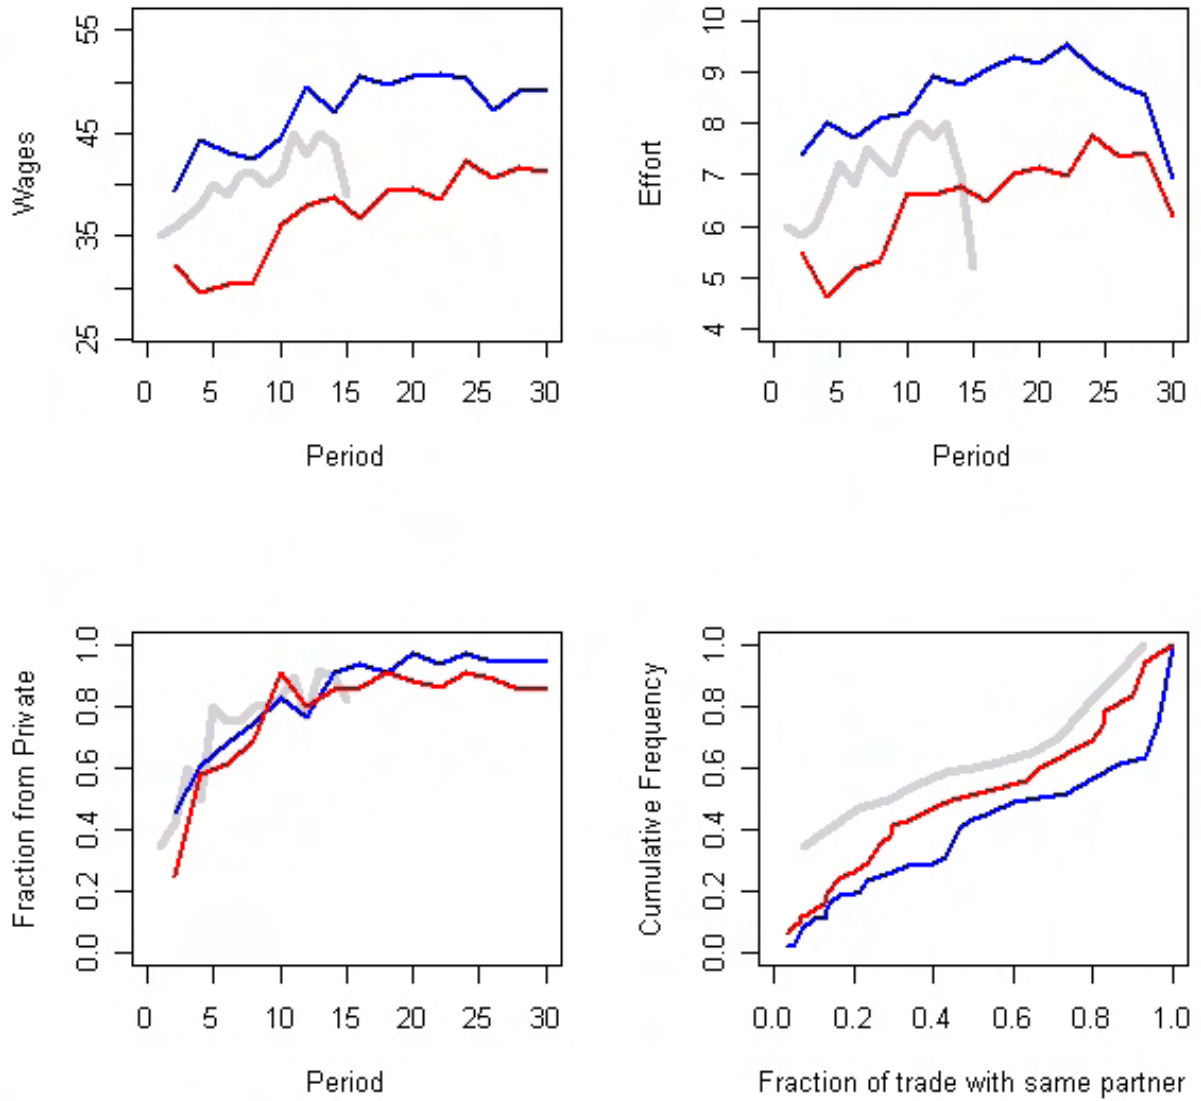 Wages
25 35 45 55
0 5 10 15 20 25 30
Period
Effort
4 5 6 7 8 9 10
0 5 10 15 20 25 30
Period
Fraction from Private
0.0 0.2 0.4 0.6 0.8 1.0
0 5 10 15 20 25 30
Period
Cumulative Frequency
0.0 0.2 0.4 0.6 0.8 1.0
0.0 0.2 0.4 0.6 0.8 1.0
Fraction of trade with same partner